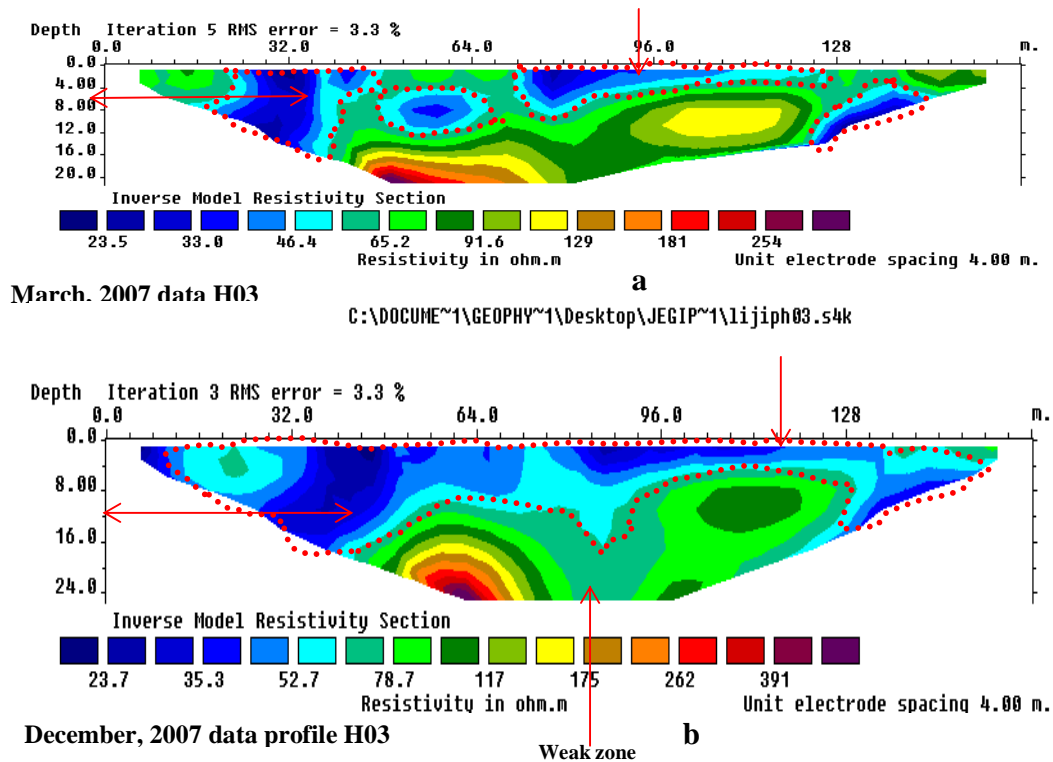 Depth Iteration 5 RMS error = 3.3 %
0.0 32.0 64.0 96.0 128 m.
0.0
4.00
8.00
12.0
16.0
20.0
Inverse Model Resistivity Section
23.5 33.0 46.4 65.2 91.6 129 181 254
Resistivity in ohm.m Unit electrode spacing 4.00 m.
a
March, 2007 data H03
C:\DOCUME~1\GEOPHY~1\Desktop\JEGIP~1\lijiph03.s4k
Depth Iteration 3 RMS error = 3.3 %
0.0 32.0 64.0 96.0 128 m.
0.0
8.00
16.0
24.0
Inverse Model Resistivity Section
23.7 35.3 52.7 78.7 117 175 262 391
Resistivity in ohm.m Unit electrode spacing 4.00 m.
December, 2007 data profile H03 b
Weak zone